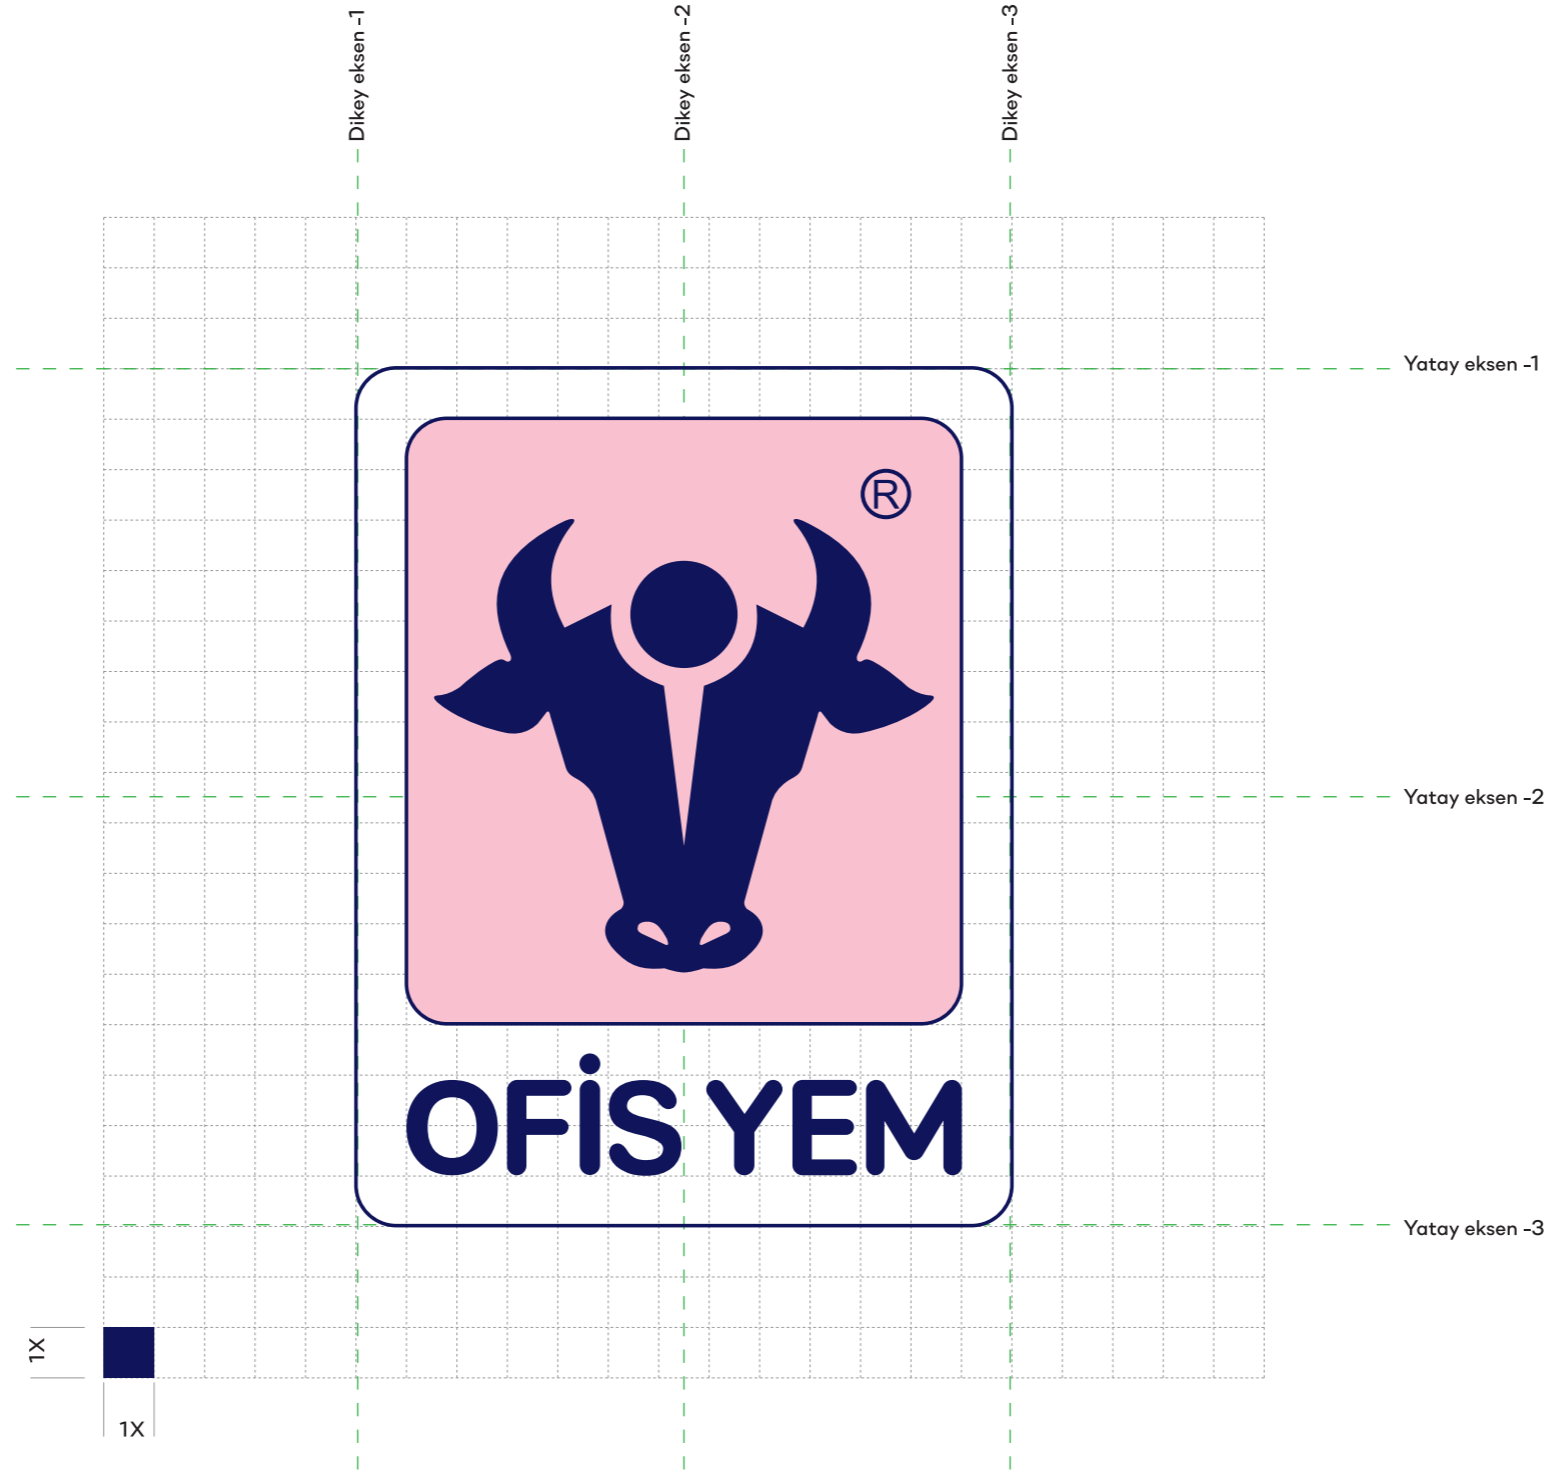 Dikey eksen -1
Dikey eksen -2
Dikey eksen -3
Yatay eksen -1
®
Yatay eksen -2
OFİS YEM
Yatay eksen -3
1X
1X